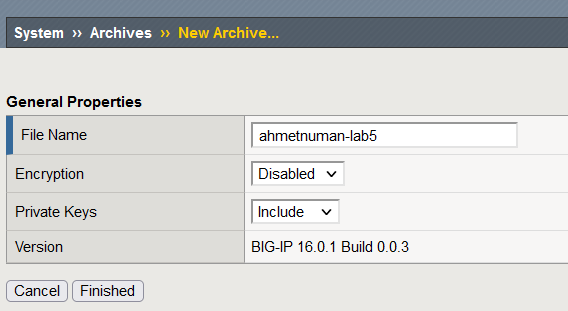 System ›› Archives ›› New Archive...
General Properties
File Name ahmetnuman-lab5
Encryption Disabled
Private Keys Include
Version BIG-IP 16.0.1 Build 0.0.3
Cancel Finished